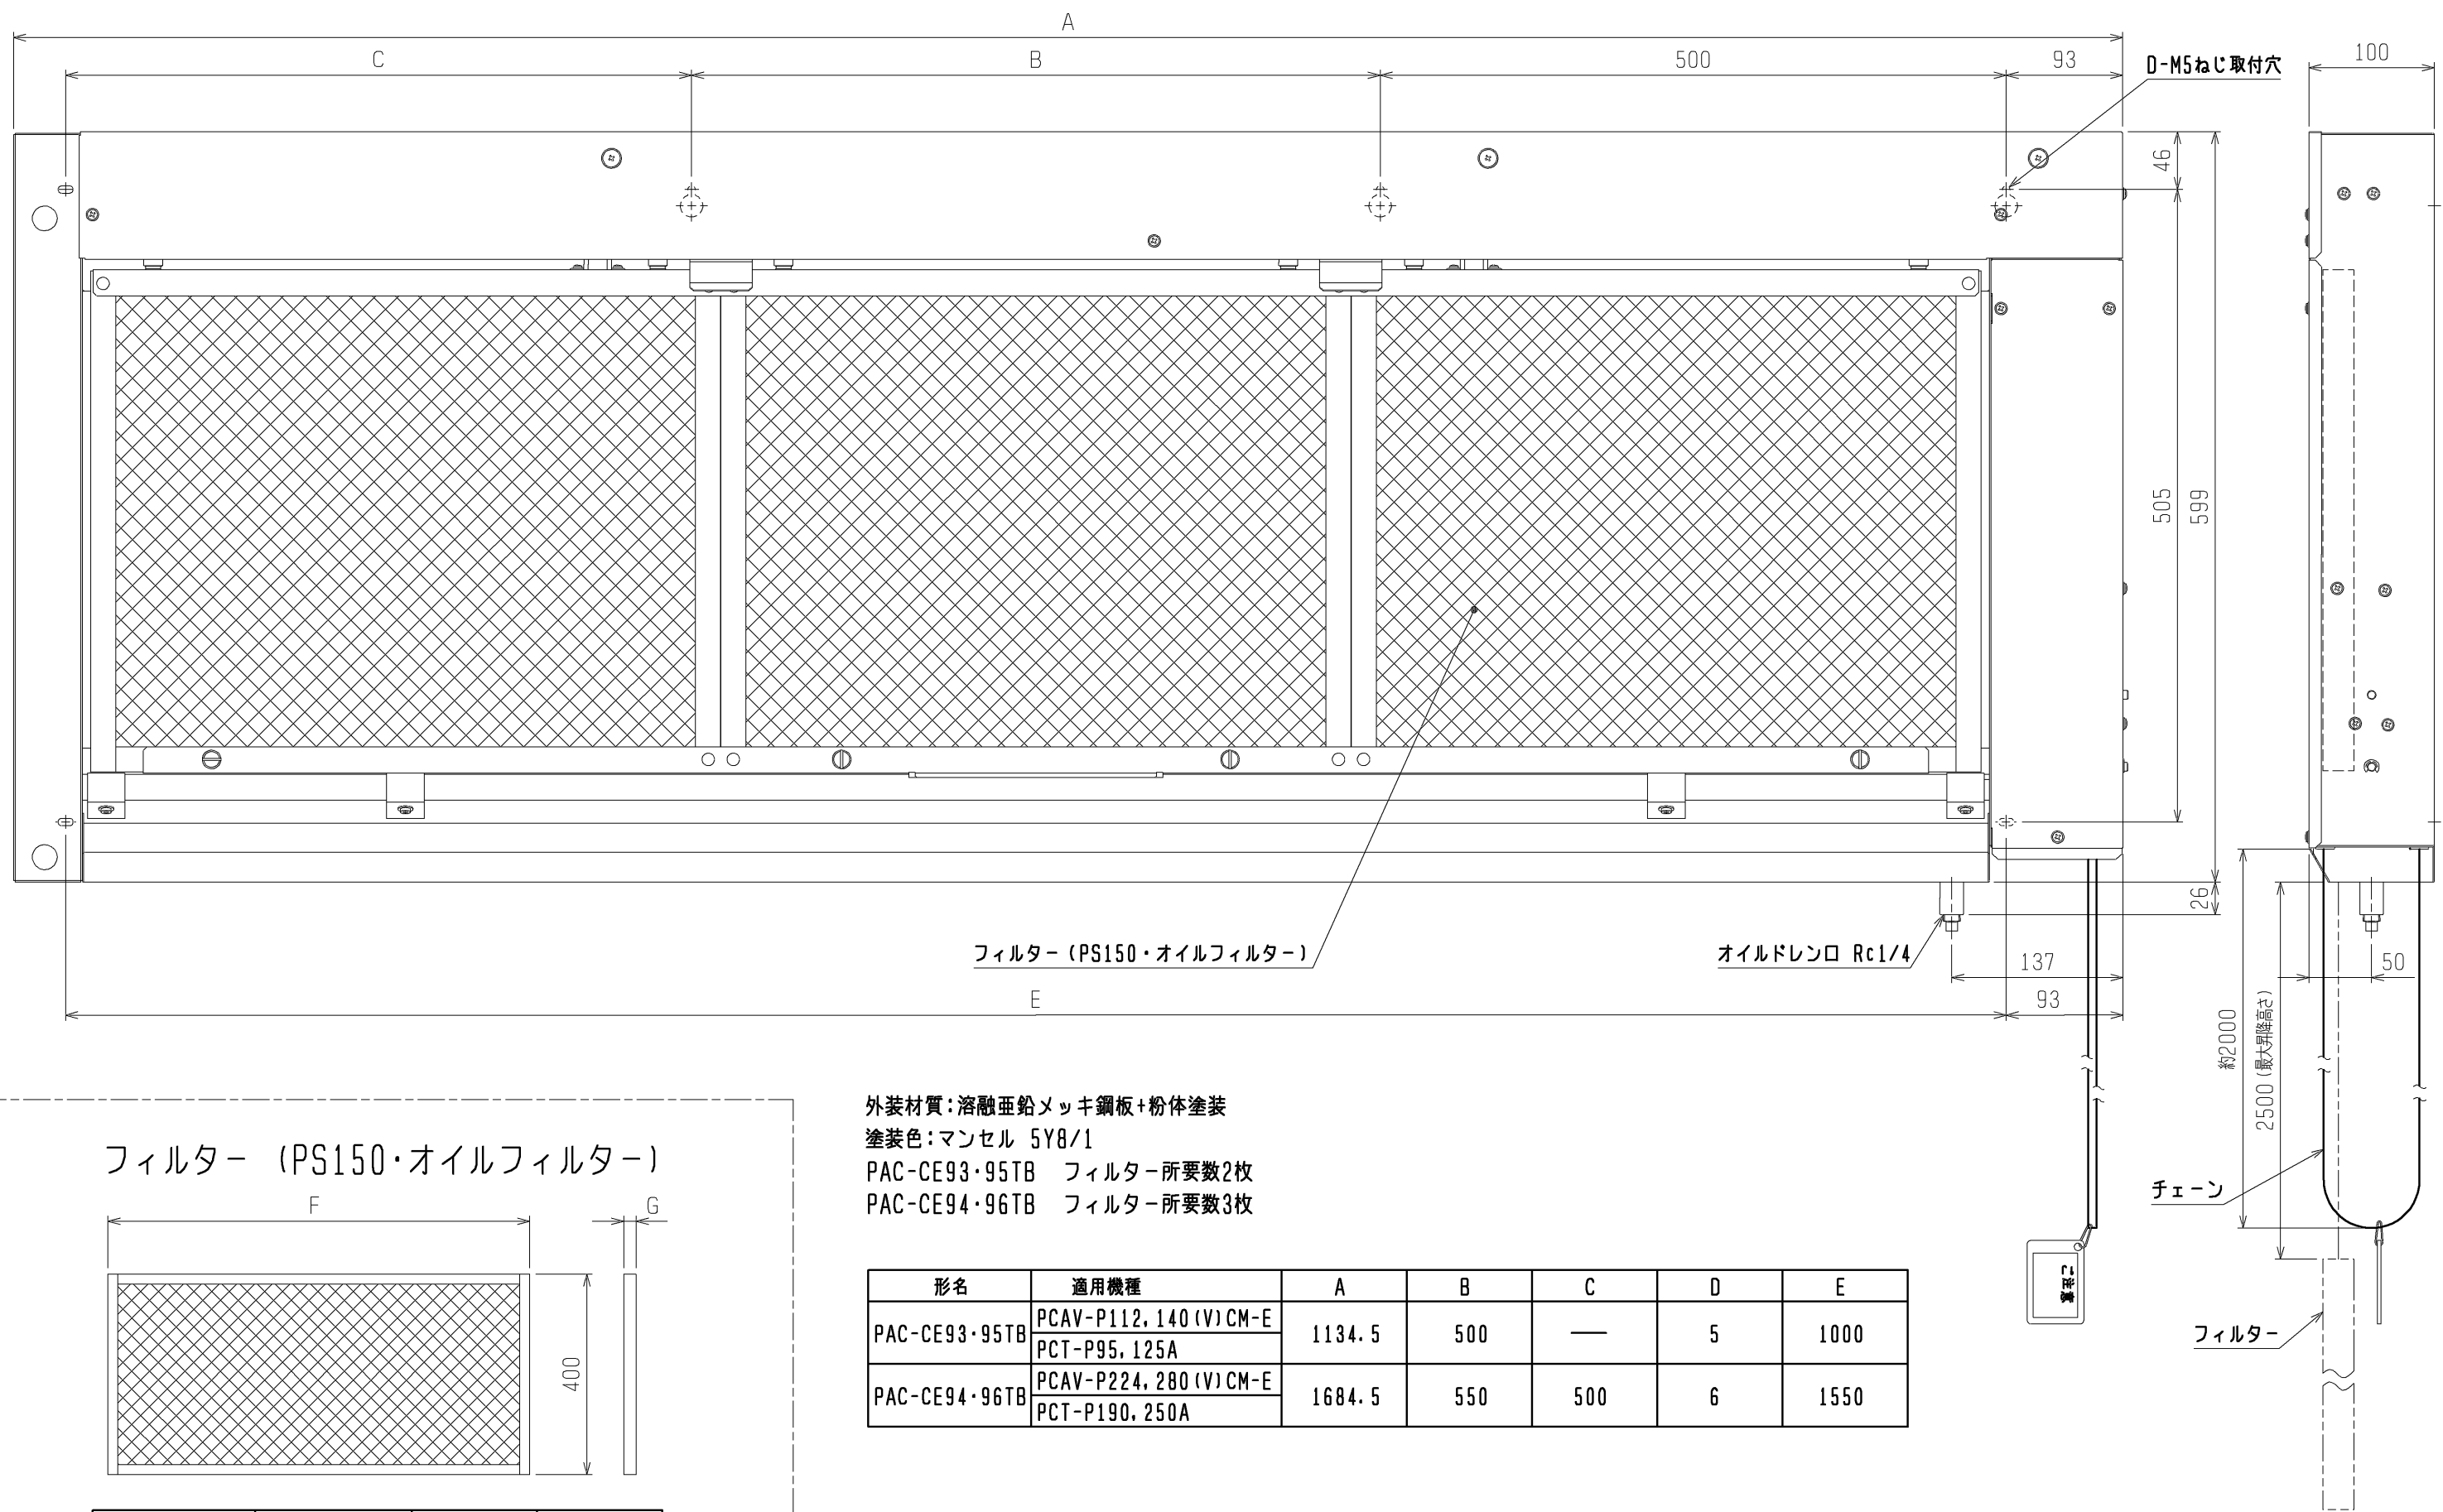 A
C
B
500
93
D-M5ねじ取付穴
100
46
505
599
26
フィルター(PS150・オイルフィルター)
オイルドレン口 Rc1/4
137
50
E
93
約2000
2500(最大昇降高さ)
外装材質:溶融亜鉛メッキ鋼板+粉体塗装
塗装色:マンセル 5Y8/1
PAC-CE93・95TB フィルター所要数2枚
PAC-CE94・96TB フィルター所要数3枚
フィルター (PS150・オイルフィルター)
F
G
400
チェーン
ご注意
フィルター
形名 適用機種 A B C D E
PAC-CE93・95TB PCAV-P112,140(V)CM-E 1134.5 500 — 5 1000
PCT-P95,125A
PAC-CE94・96TB PCAV-P224,280(V)CM-E 1684.5 550 500 6 1550
PCT-P190,250A